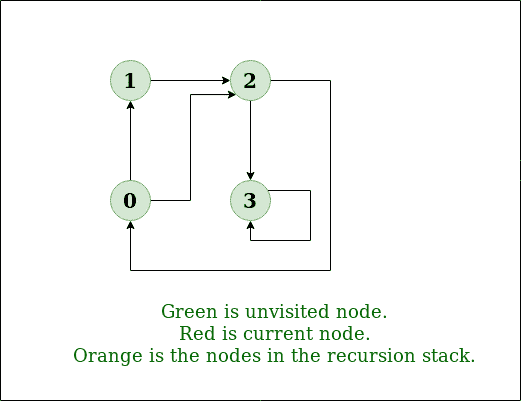 1 2
0 3
Green is unvisited node.
Red is current node.
Orange is the nodes in the recursion stack.